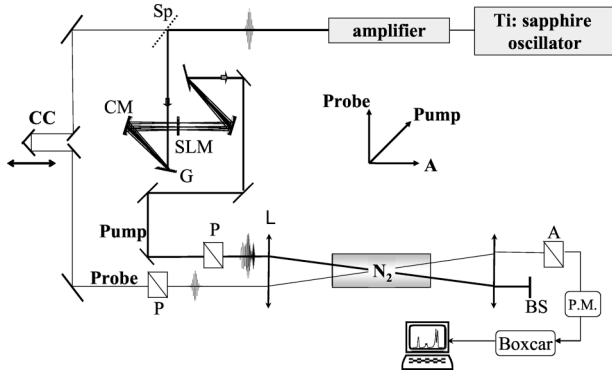 Sp
amplifier
Ti: sapphire
oscillator
CM
SLM
G
CC
Probe
Pump
A
L
Pump
P
Probe
P
N2
A
BS
P.M.
Boxcar